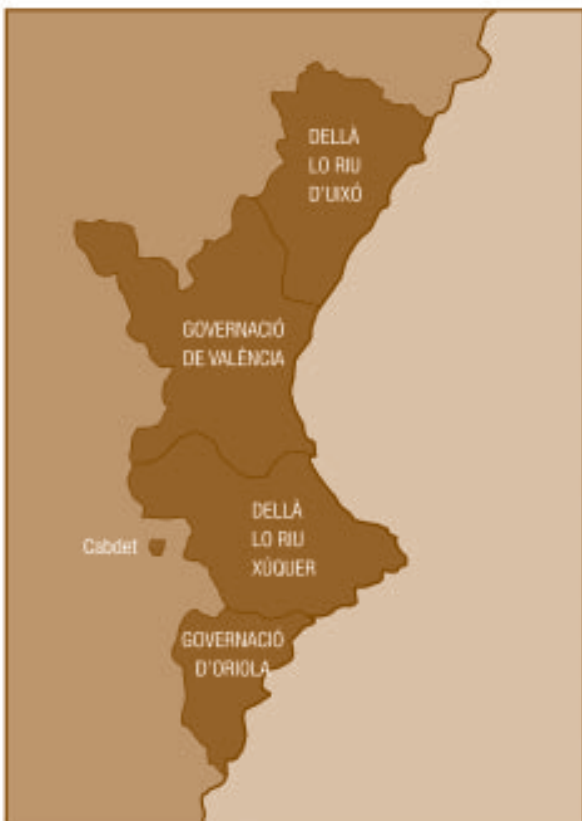 DELLÀ
LO RIU
D'UIXÓ
GOVERNACIÓ
DE VALÈNCIA
DELLÀ
LO RIU
XÚQUER
Cabdet
GOVERNACIÓ
D'ORIOLA